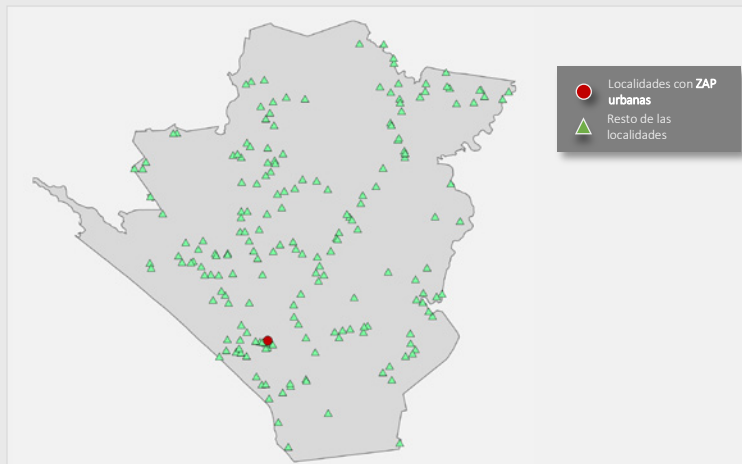 Localidades con ZAP
urbanas
Resto de las
localidades